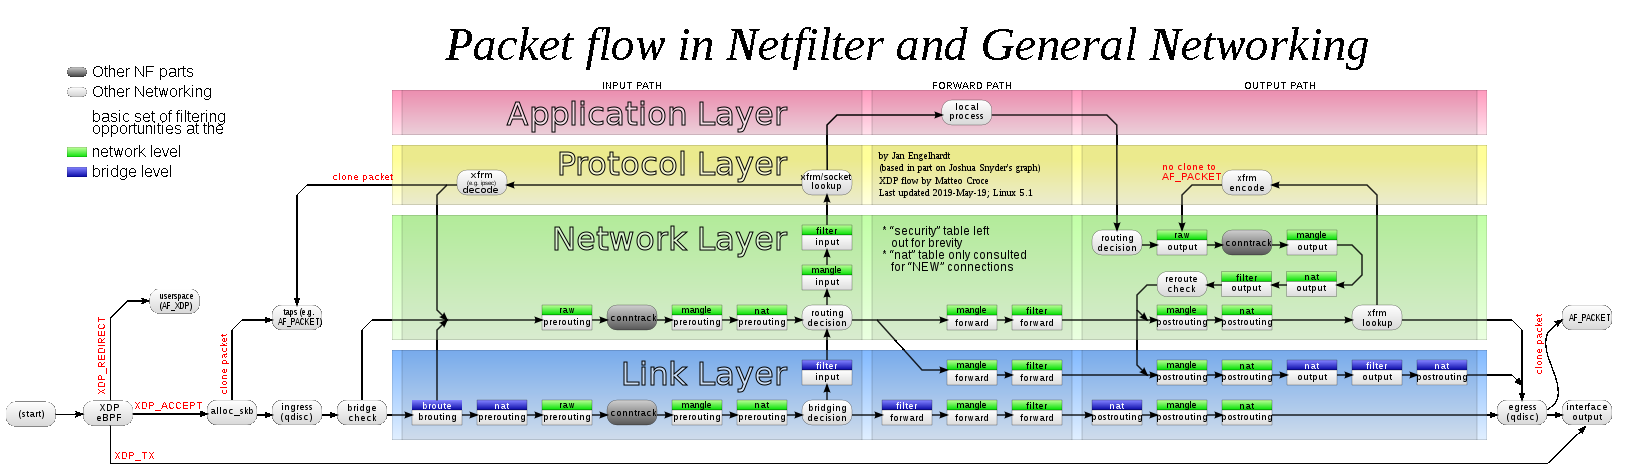 Packet flow in Netfilter and General Networking
Other NF parts
Other Networking
basic set of filtering
opportunities at the
network level
bridge level
INPUT PATH
FORWARD PATH
OUTPUT PATH
Application Layer
local
process
Protocol Layer
clone packet
xfrm
(e.g. ipsec)
decode
xfrm/socket
lookup
by Jan Engelhardt
(based in part on Joshua Snyder's graph)
XDP flow by Matteo Croce
Last updated 2019-May-19; Linux 5.1
no clone to
AF_PACKET
xfrm
encode
Network Layer
filter
input
mangle
input
* "security" table left
out for brevity
* "nat" table only consulted
for "NEW" connections
routing
decision
raw
output
conntrack
mangle
output
reroute
check
filter
output
nat
output
userspace
(AF_XDP)
taps (e.g.
AF_PACKET)
raw
prerouting
conntrack
mangle
prerouting
nat
prerouting
routing
decision
mangle
forward
filter
forward
mangle
postrouting
nat
postrouting
xfrm
lookup
AF_PACKET
XDP_REDIRECT
clone packet
clone packet
Link Layer
filter
input
mangle
forward
filter
forward
mangle
postrouting
nat
postrouting
nat
output
filter
output
nat
postrouting
(start)
XDP
eBPF
XDP_ACCEPT
alloc_skb
ingress
(qdisc)
bridge
check
broute
brouting
nat
prerouting
raw
prerouting
conntrack
mangle
prerouting
nat
prerouting
bridging
decision
filter
forward
mangle
forward
filter
forward
nat
postrouting
mangle
postrouting
nat
postrouting
egress
(qdisc)
interface
output
XDP_TX